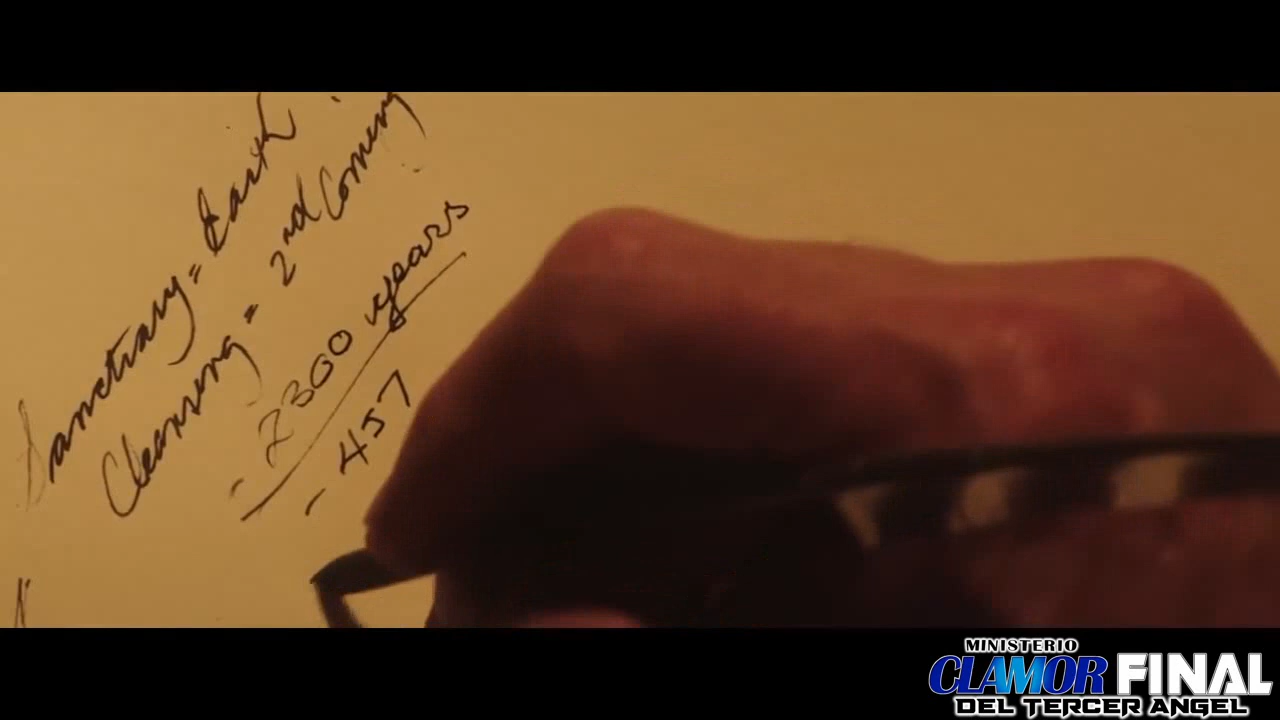 Sanctuary = Earth
Cleansing = 2nd Coming
- 2300 years
- 457
MINISTERIO
CLAMOR FINAL
DEL TERCER ANGEL